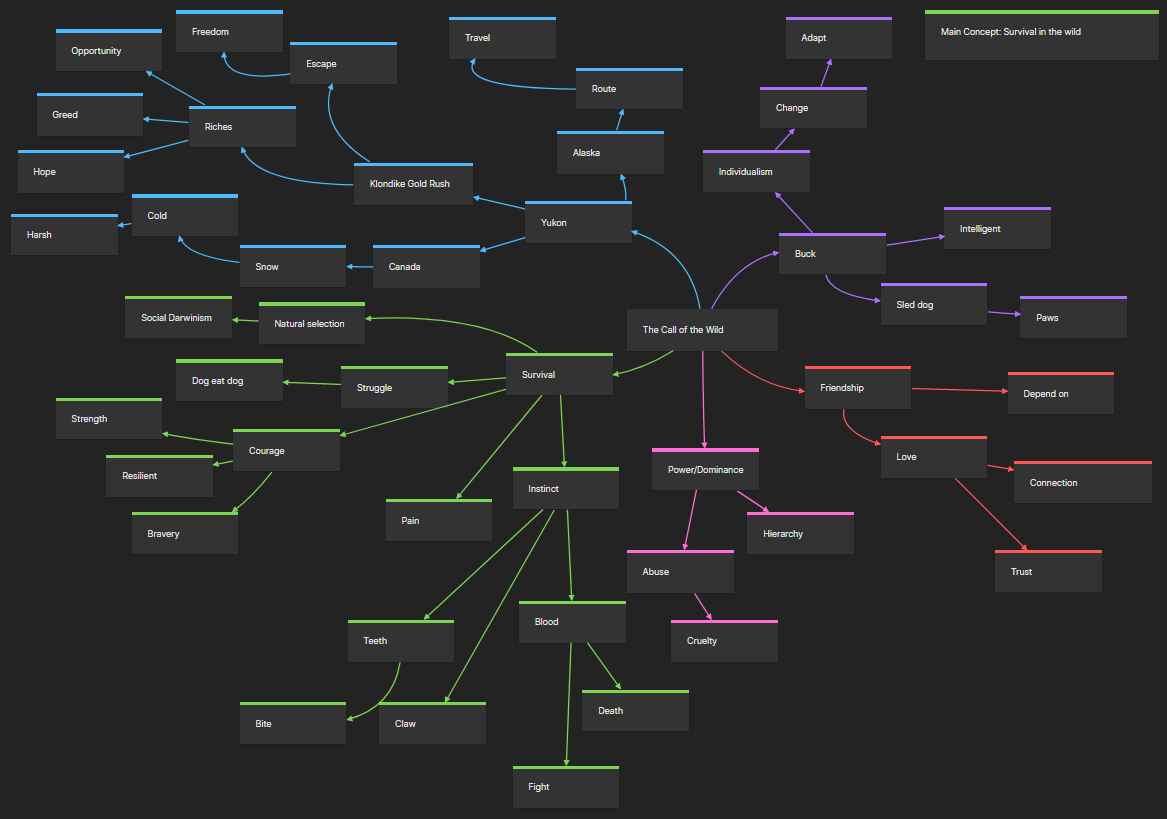 Freedom
Travel
Adapt
Main Concept: Survival in the wild
Opportunity
Escape
Route
Change
Greed
Riches
Alaska
Hope
Klondike Gold Rush
Individualism
Cold
Yukon
Intelligent
Harsh
Buck
Snow
Canada
Sled dog
Social Darwinism
Natural selection
The Call of the Wild
Paws
Dog eat dog
Struggle
Survival
Friendship
Depend on
Strength
Courage
Love
Resilient
Power/Dominance
Connection
Instinct
Bravery
Pain
Hierarchy
Abuse
Trust
Teeth
Blood
Cruelty
Bite
Claw
Death
Fight